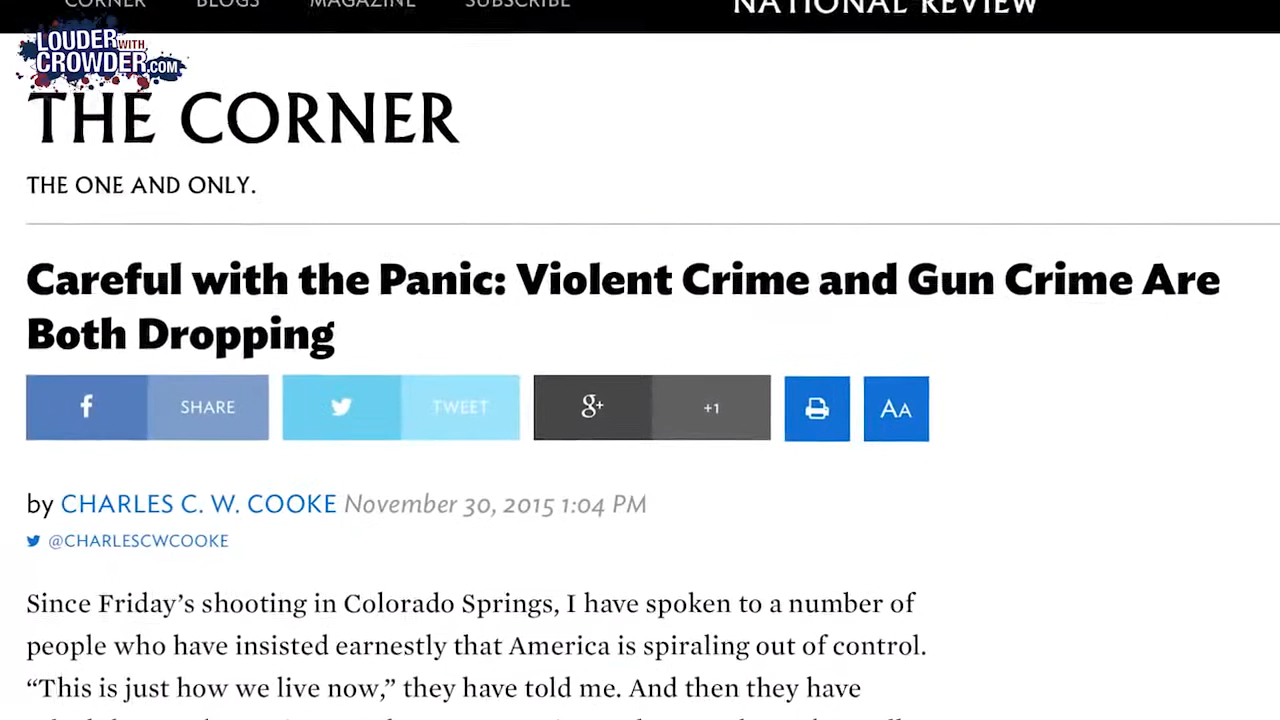 CORNER BLOGS MAGAZINE SUBSCRIBE NATIONAL REVIEW
LOUDER WITH
CROWDER.COM
THE CORNER
THE ONE AND ONLY.
Careful with the Panic: Violent Crime and Gun Crime Are
Both Dropping
f SHARE TWEET g+ +1 AA
by CHARLES C. W. COOKE November 30, 2015 1:04 PM
@CHARLESCWCOOKE
Since Friday’s shooting in Colorado Springs, I have spoken to a number of
people who have insisted earnestly that America is spiraling out of control.
“This is just how we live now,” they have told me. And then they have